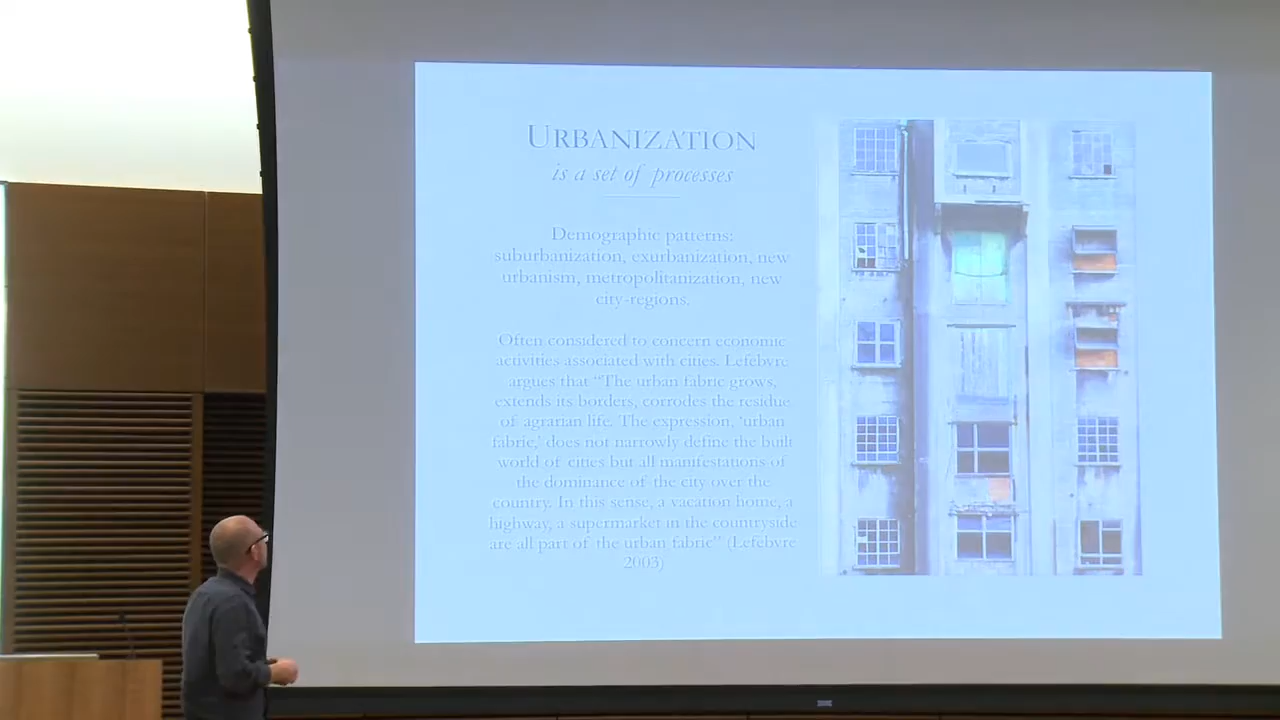 URBANIZATION
is a set of processes
Demographic patterns:
suburbanization, exurbanization, new
urbanism, metropolitanization, new
city-regions.
Often considered to concern economic
activities associated with cities. Lefebvre
argues that “The urban fabric grows,
extends its borders, corrodes the residue
of agrarian life. The expression, ‘urban
fabric,’ does not narrowly define the built
world of cities but all manifestations of
the dominance of the city over the
country. In this sense, a vacation home, a
highway, a supermarket in the countryside
are all part of the urban fabric” (Lefebvre
2003)